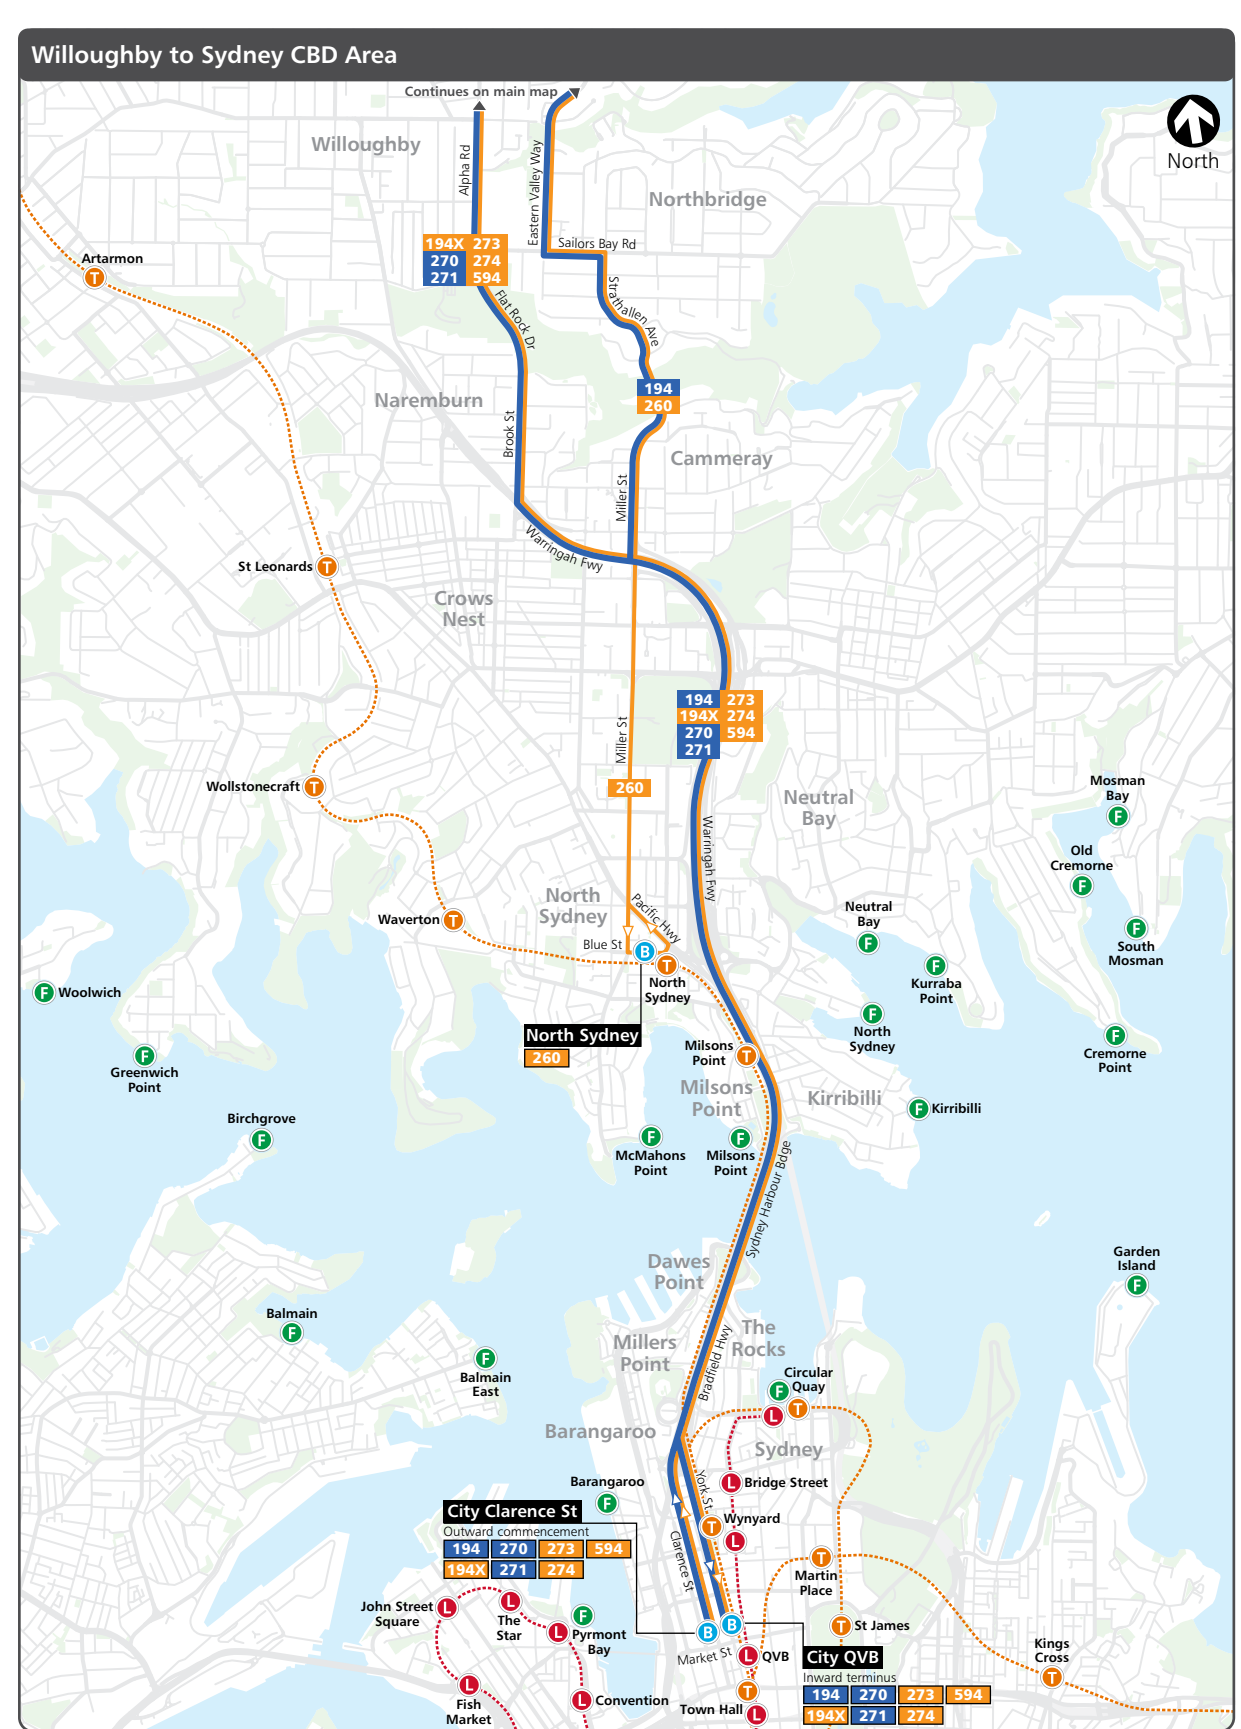 Willoughby to Sydney CBD Area
Continues on main map
North
Willoughby
Alpha Rd
Eastern Valley Way
Northbridge
194X 273
270 274
271 594
Sailors Bay Rd
Artarmon
T
Flat Rock Dr
Strathallen Ave
194
260
Naremburn
Brook St
Cammeray
Miller St
Warringah Fwy
St Leonards T
Crows
Nest
194 273
194X 274
270 594
271
Miller St
260
Wollstonecraft T
Neutral
Bay
Warringah Fwy
Mosman
Bay
F
Old
Cremorne
F
North
Sydney
Pacific Hwy
Waverton T
Blue St
B
T
North
Sydney
Neutral
Bay
F
F
South
Mosman
F
Kurraba
Point
F Woolwich
F
North
Sydney
North Sydney
260
Milsons
Point
T
F
Cremorne
Point
F
Greenwich
Point
Milsons
Point
Kirribilli
F Kirribilli
Birchgrove
F
F
McMahons
Point
F
Milsons
Point
Sydney Harbour Bdge
Dawes
Point
Garden
Island
F
Balmain
F
Millers
Point
The
Rocks
Bradfield Hwy
F
Balmain
East
Circular
Quay
F
T
L
Barangaroo
Sydney
Barangaroo
F
York St
L Bridge Street
City Clarence St
Outward commencement
194 270 273 594
194X 271 274
Clarence St
Wynyard
T
L
T
Martin
Place
John Street
Square
L
L
The
Star
F
L
Pyrmont
Bay
B
B
T St James
Market St
L QVB
City QVB
Inward terminus
194 270 273 594
194X 271 274
Kings
Cross
T
L
Fish
Market
L Convention
T
Town Hall
L